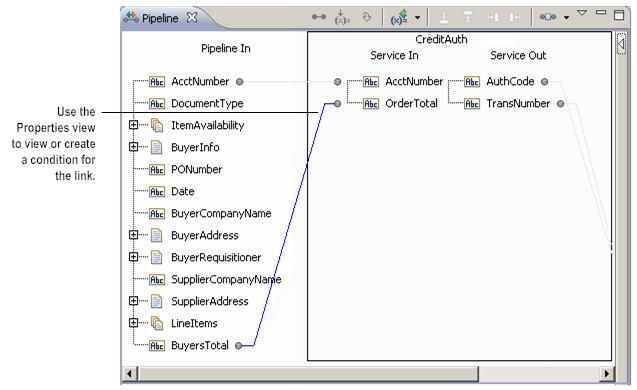 Pipeline
Pipeline In
CreditAuth
Service In
Service Out
Abc AcctNumber
Abc AcctNumber
Abc AuthCode
Abc DocumentType
Abc OrderTotal
Abc TransNumber
ItemAvailability
BuyerInfo
Abc PONumber
Abc Date
Abc BuyerCompanyName
BuyerAddress
BuyerRequisitioner
Abc SupplierCompanyName
SupplierAddress
LineItems
Abc BuyersTotal
Use the
Properties view
to view or create
a condition for
the link.